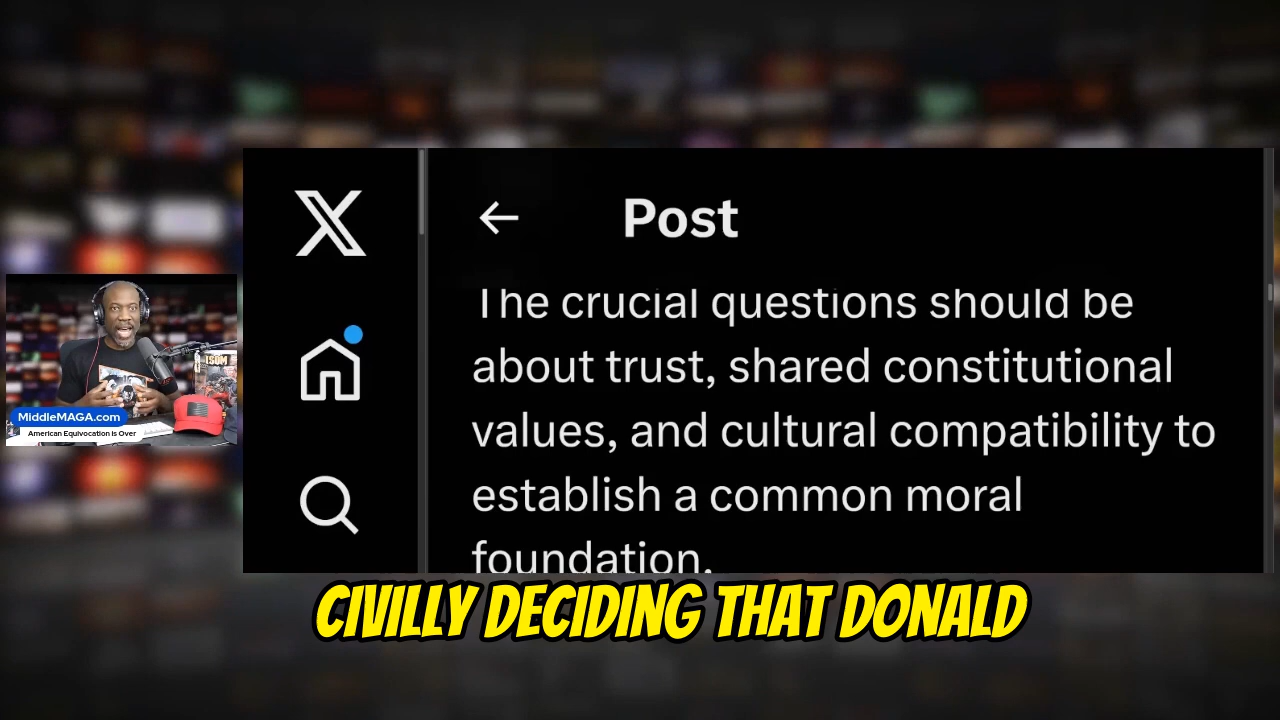 Post
The crucial questions should be
about trust, shared constitutional
values, and cultural compatibility to
establish a common moral
foundation.
ISOM
MiddleMAGA.com
American Equivocation Is Over
CIVILLY DECIDING THAT DONALD